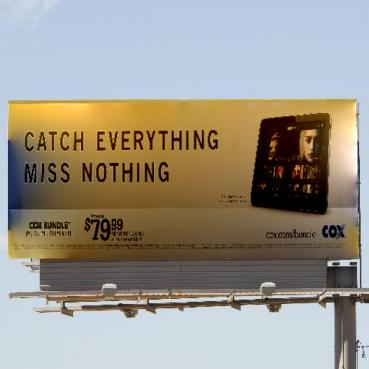 CATCH EVERYTHING
MISS NOTHING
COX BUNDLE
$79.99
cox.com/bundle COX